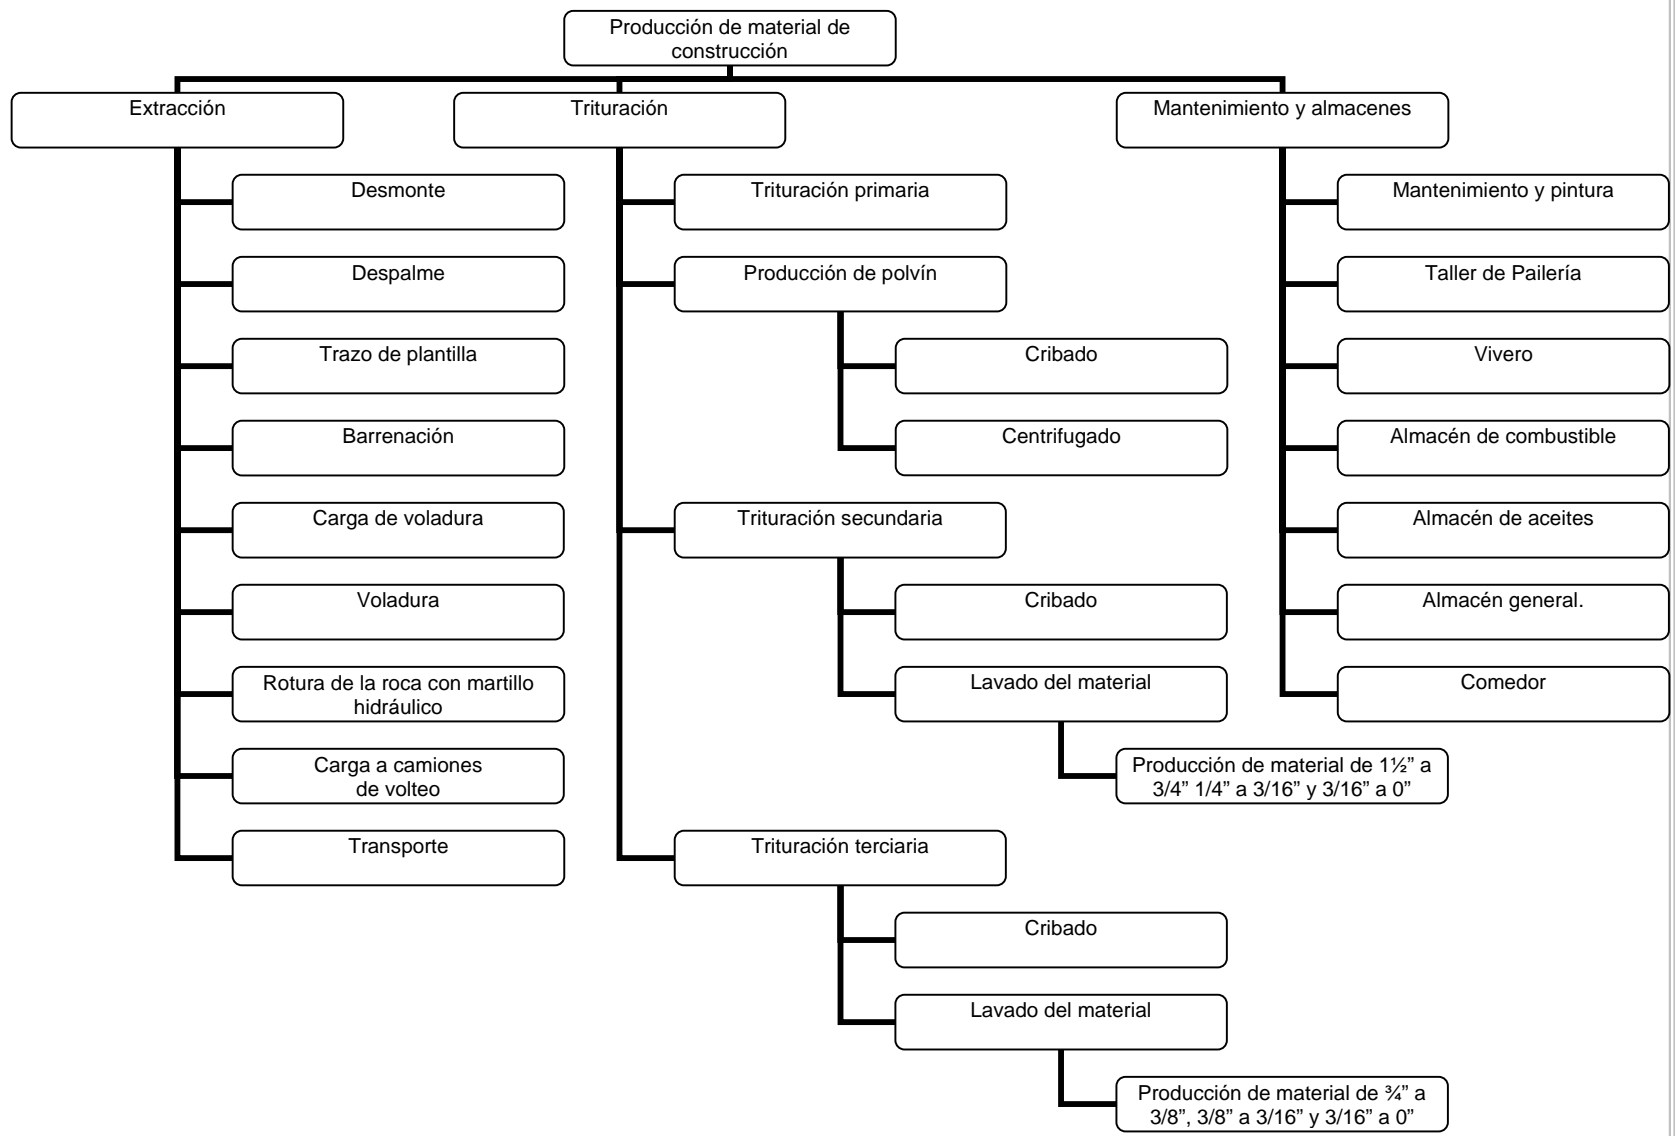 Producción de material de
construcción
Extracción
Desmonte
Despalme
Trazo de plantilla
Barrenación
Carga de voladura
Voladura
Rotura de la roca con martillo
hidráulico
Carga a camiones
de volteo
Transporte
Trituración
Trituración primaria
Producción de polvín
Cribado
Centrifugado
Trituración secundaria
Cribado
Lavado del material
Producción de material de 1½” a
3/4” 1/4” a 3/16” y 3/16” a 0”
Trituración terciaria
Cribado
Lavado del material
Producción de material de ¾” a
3/8”, 3/8” a 3/16” y 3/16” a 0”
Mantenimiento y almacenes
Mantenimiento y pintura
Taller de Pailería
Vivero
Almacén de combustible
Almacén de aceites
Almacén general.
Comedor